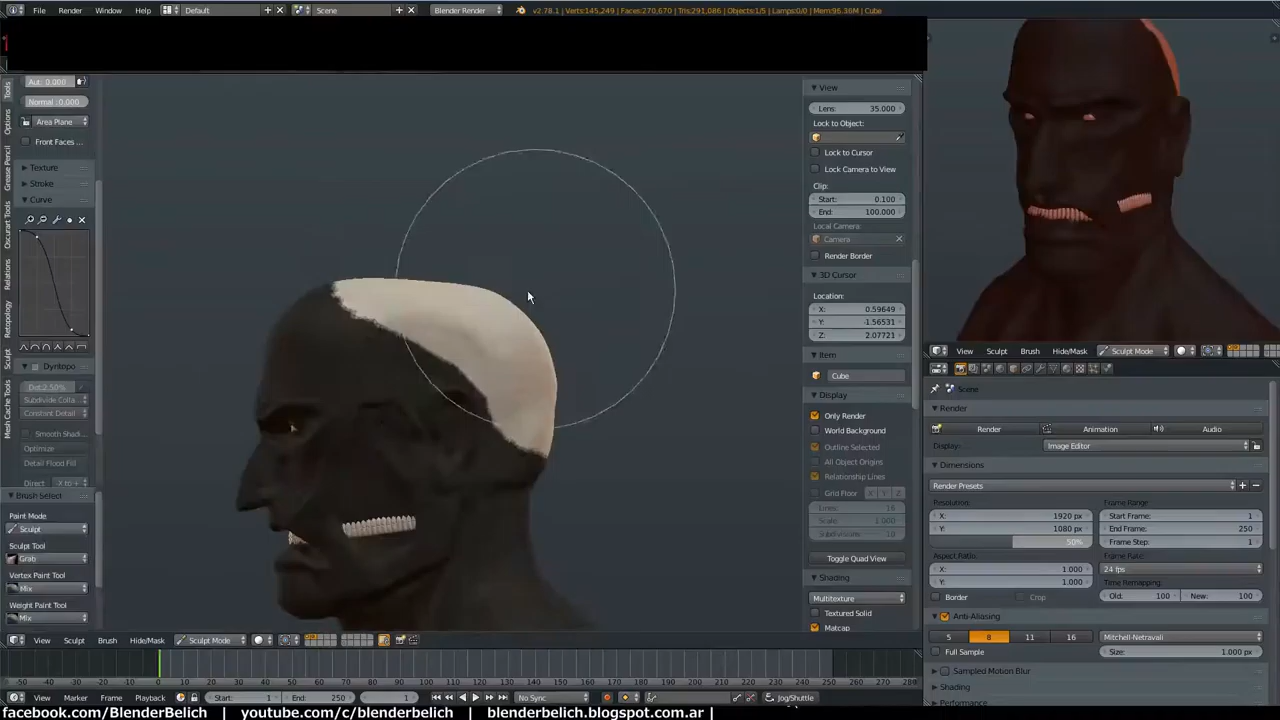 File Render Window Help Default Scene Blender Render v2.78.1 | Verts:145,249 | Faces:270,670 | Tris:291,086 | Objects:1/5 | Lamps:0/0 | Mem:96.36M | Cube
Tools
Options
Grease Pencil
Relations
Retopology
Sculpt
Mesh Cache Tools
Aut: 0.000
Normal: 0.000
Area Plane
Front Faces ...
Texture
Stroke
Curve
Dyntopo
Det:2.50%
Subdivide Colla
Constant Detail
Smooth Shadi
Optimize
Detail Flood Fill
Direct -X to +
Brush Select
Paint Mode
Sculpt
Sculpt Tool
Grab
Vertex Paint Tool
Mix
Weight Paint Tool
Mix
View
Lens: 35.000
Lock to Object:
Lock to Cursor
Lock Camera to View
Clip:
Start: 0.100
End: 100.000
Local Camera:
Camera
Render Border
3D Cursor
Location:
X: 0.59649
Y: -1.56531
Z: 2.07721
Item
Cube
Display
Only Render
World Background
Outline Selected
All Object Origins
Relationship Lines
Grid Floor X Y Z
Lines: 16
Scale: 1.000
Subdivisions: 10
Toggle Quad View
Shading
Multitexture
Textured Solid
Matcap
View Sculpt Brush Hide/Mask Sculpt Mode
Scene
Render
Render Animation Audio
Display: Image Editor
Dimensions
Render Presets
Resolution: Frame Range:
X: 1920 px Start Frame: 1
Y: 1080 px End Frame: 250
50% Frame Step: 1
Aspect Ratio: Frame Rate:
X: 1.000 24 fps
Y: 1.000 Time Remapping:
Border Crop Old: 100 New: 100
Anti-Aliasing
5 8 11 16 Mitchell-Netravali
Full Sample Size: 1.000 px
Sampled Motion Blur
Shading
Performance
View Sculpt Brush Hide/Mask Sculpt Mode
-50 -40 -30 -20 -10 0 10 20 30 40 50 60 70 80 90 100 110 120 130 140 150 160 170 180 190 200 210 220 230 240 250 260 270 280
View Marker Frame Playback Start: 1 End: 250 1 No Sync Jog/Shuttle
facebook.com/BlenderBelich | youtube.com/c/blenderbelich | blenderbelich.blogspot.com.ar |